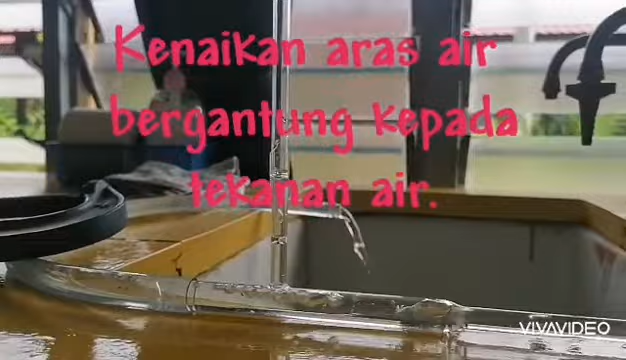 Kenaikan aras air
bergantung kepada
tekanan air.
VIVAVIDEO